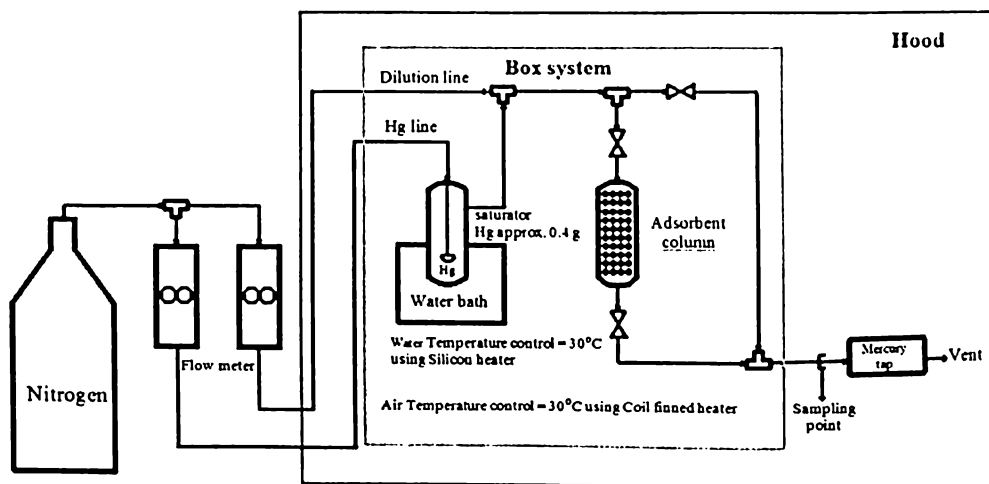 Hood
Box system
Dilution line
Hg line
saturator
Hg approx. 0.4 g
Adsorbent
column
Hg
Water bath
Water Temperature control = 30°C
using Silicon heater
Flow meter
Nitrogen
Air Temperature control = 30°C using Coil finned heater
Mercury
tap
Vent
Sampling
point